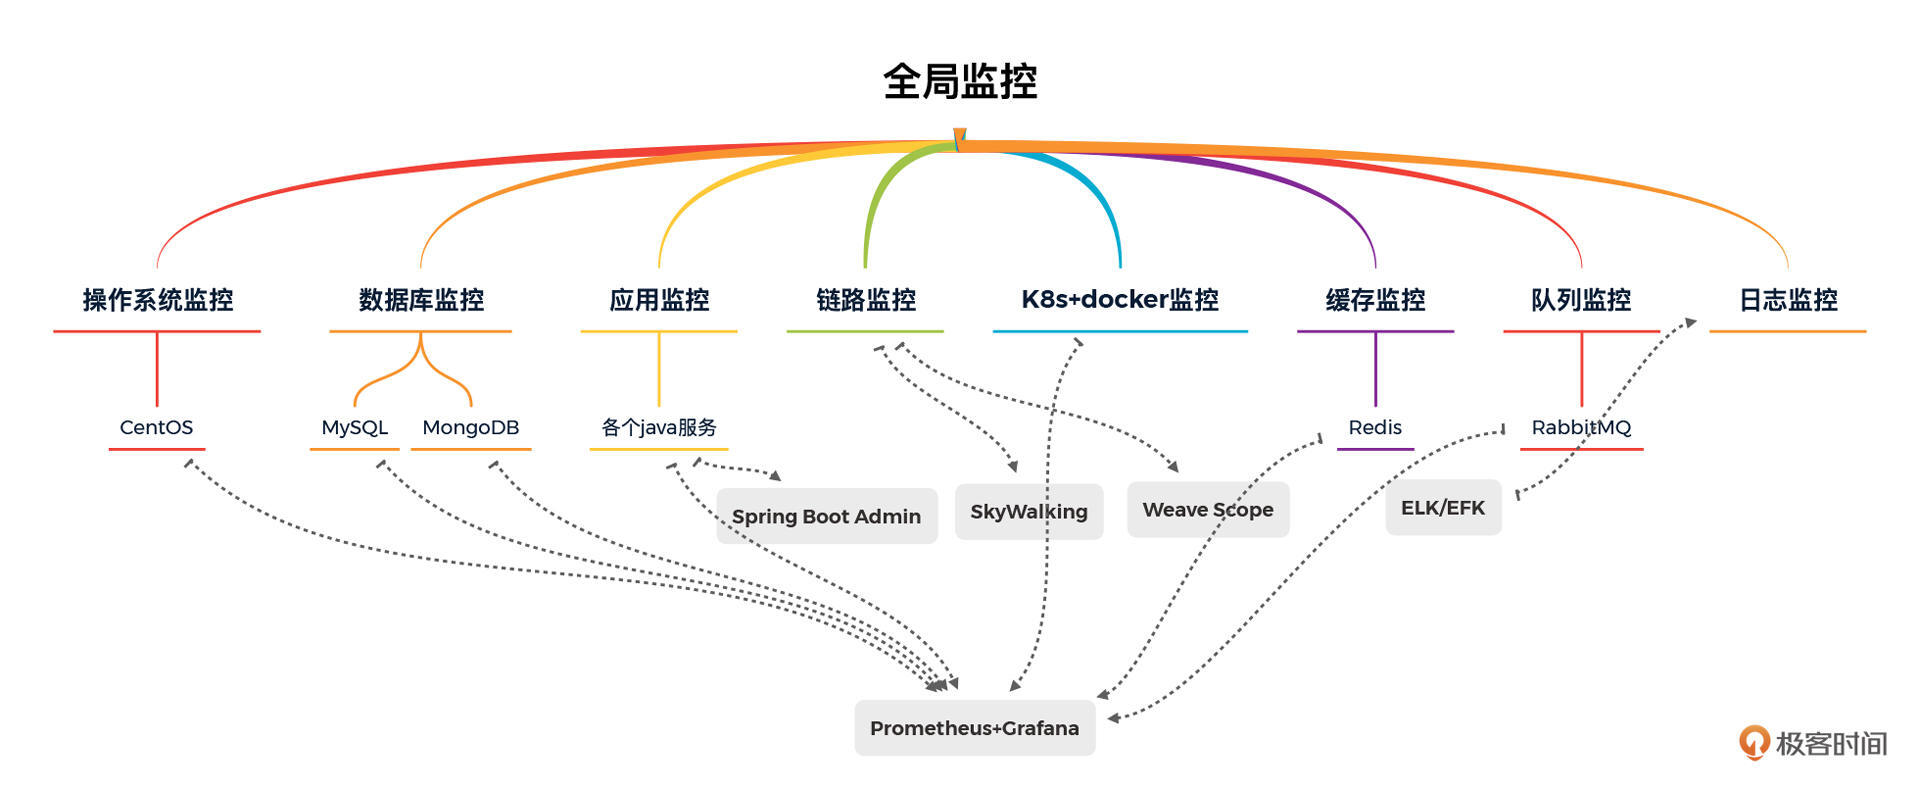 全局监控
操作系统监控
数据库监控
应用监控
链路监控
K8s+docker监控
缓存监控
队列监控
日志监控
CentOS
MySQL
MongoDB
各个java服务
Redis
RabbitMQ
Spring Boot Admin
SkyWalking
Weave Scope
ELK/EFK
Prometheus+Grafana
极客时间